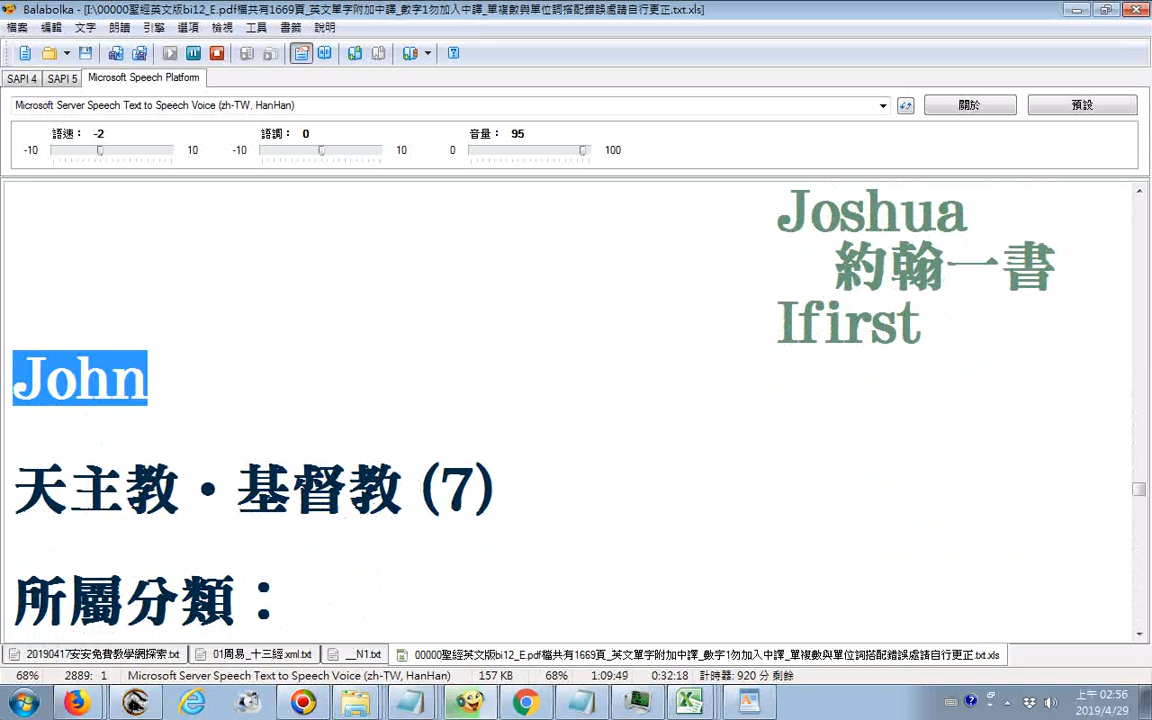 Balabolka - [I:\00000聖經英文版bi12_E.pdf檔共有1669頁_英文單字附加中譯_數字1勿加入中譯_單複數與單位詞搭配錯誤處請自行更正.txt.xls]
檔案 編輯 文字 朗讀 引擎 選項 檢視 工具 書籤 說明
SAPI 4 SAPI 5 Microsoft Speech Platform
Microsoft Server Speech Text to Speech Voice (zh-TW, HanHan) 關於 預設
語速： -2 語調： 0 音量： 95
-10 10 -10 10 0 100
Joshua
約翰一書
Ifirst
John
天主教・基督教 (7)
所屬分類：
20190417安安免費教學網探索.txt 01周易_十三經.xml.txt __N1.txt 00000聖經英文版bi12_E.pdf檔共有1669頁_英文單字附加中譯_數字1勿加入中譯_單複數與單位詞搭配錯誤處請自行更正.txt.xls
68% 2889: 1 Microsoft Server Speech Text to Speech Voice (zh-TW, HanHan) 157 KB 68% 1:09:49 0:32:18 計時器: 920 分 剩餘
上午 02:56
2019/4/29